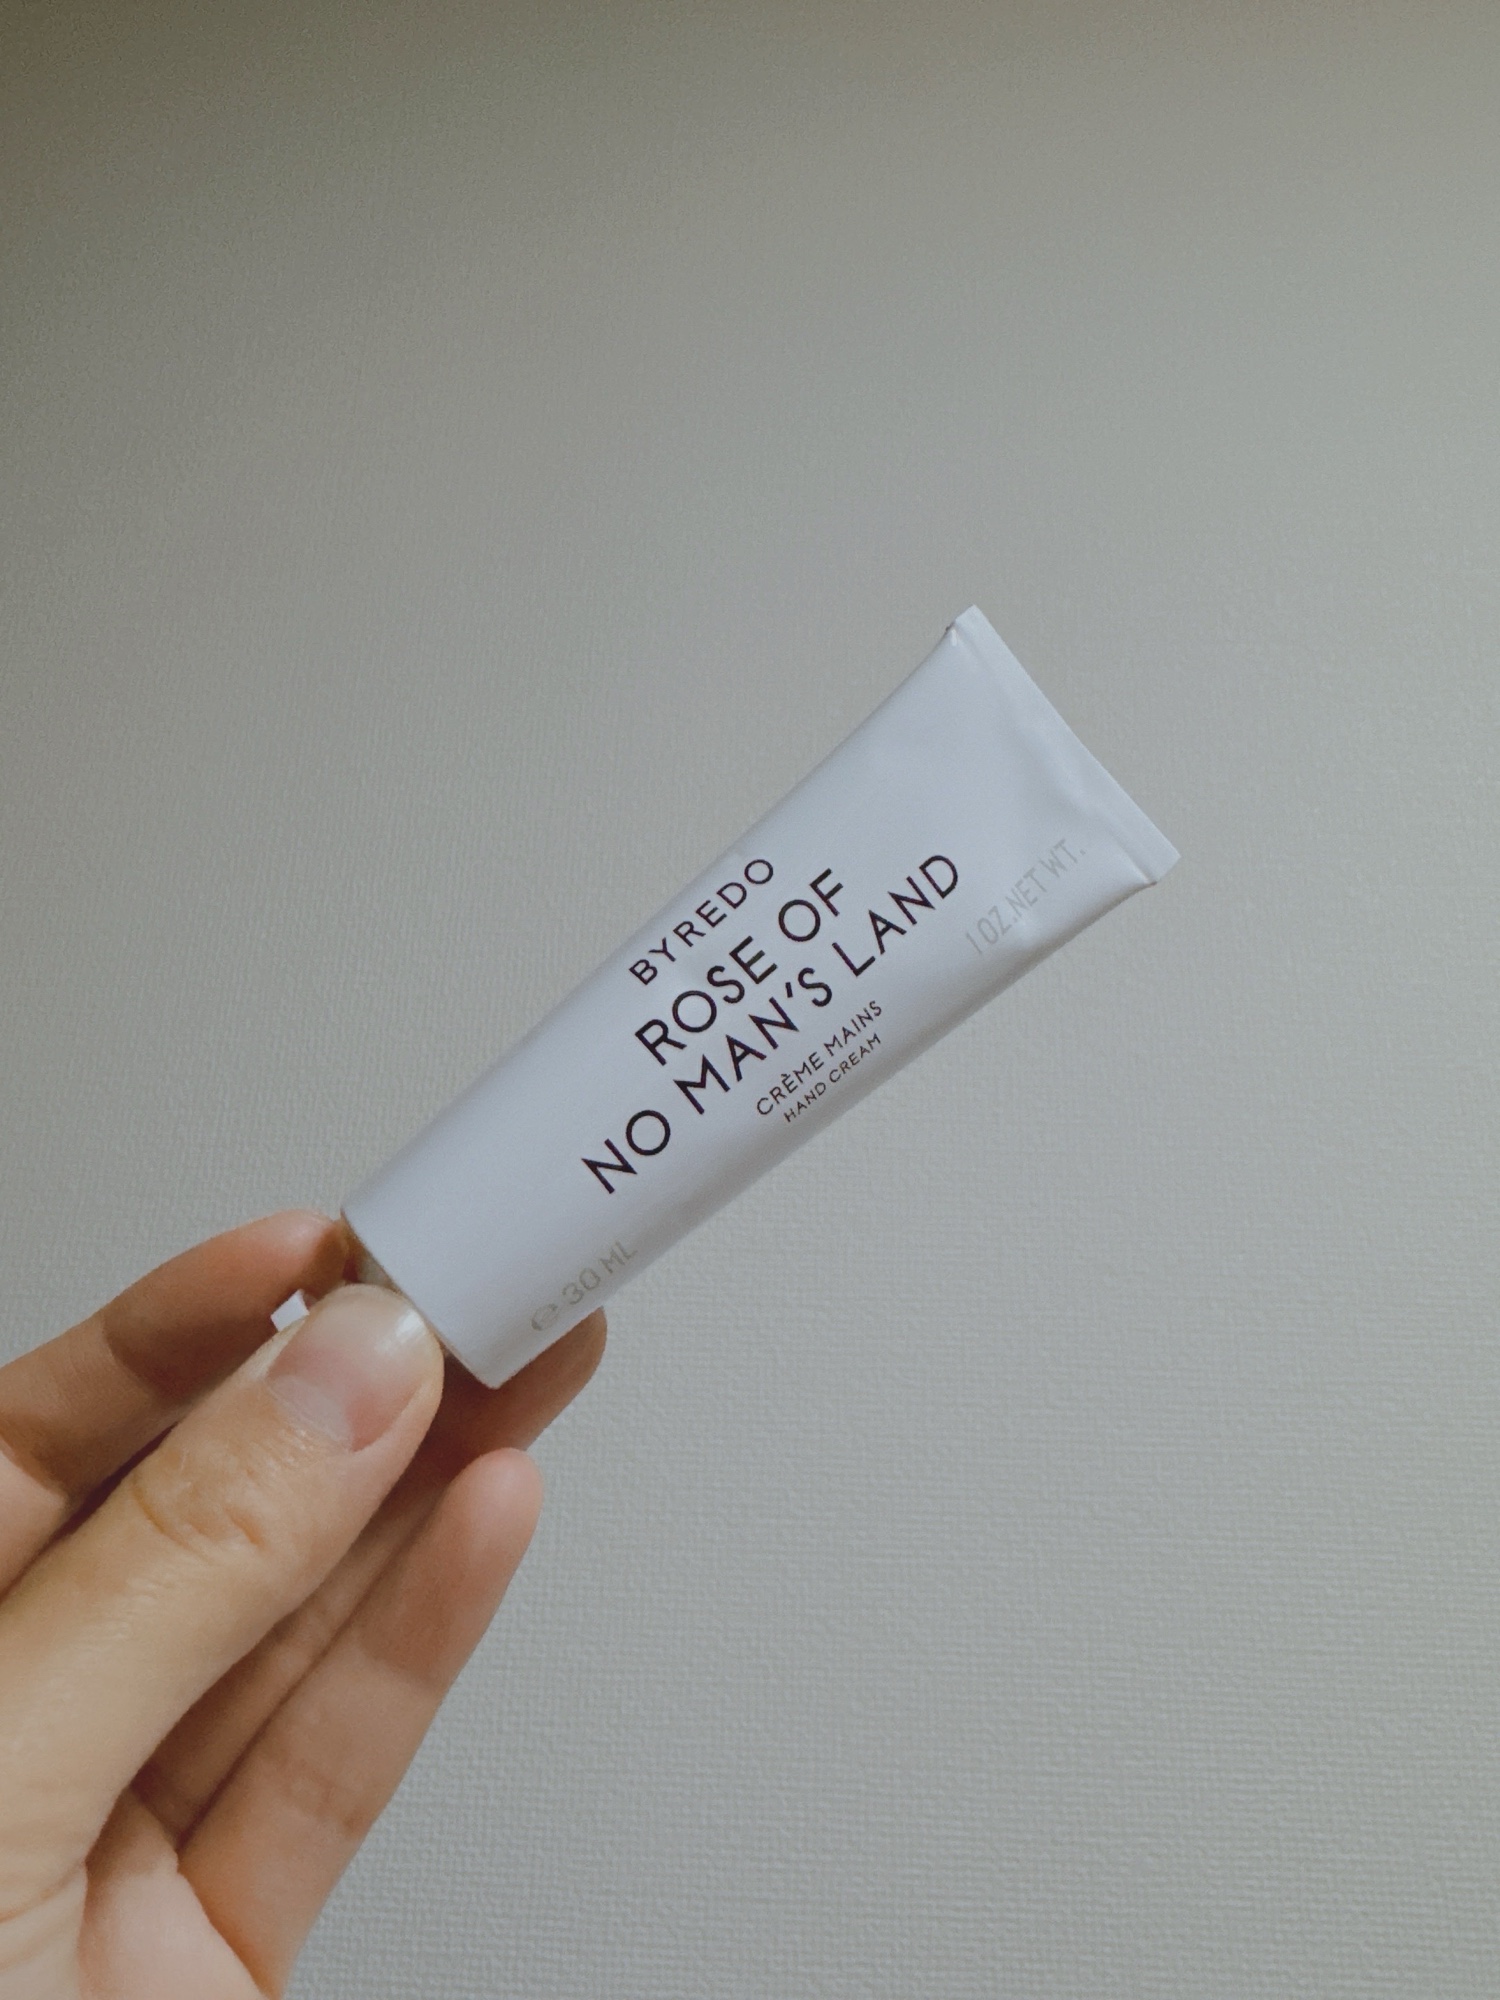 BYREDO
ROSE OF
NO MAN'S LAND
CRÈME MAINS
HAND CREAM
℮ 30 ML
1 OZ. NET WT.